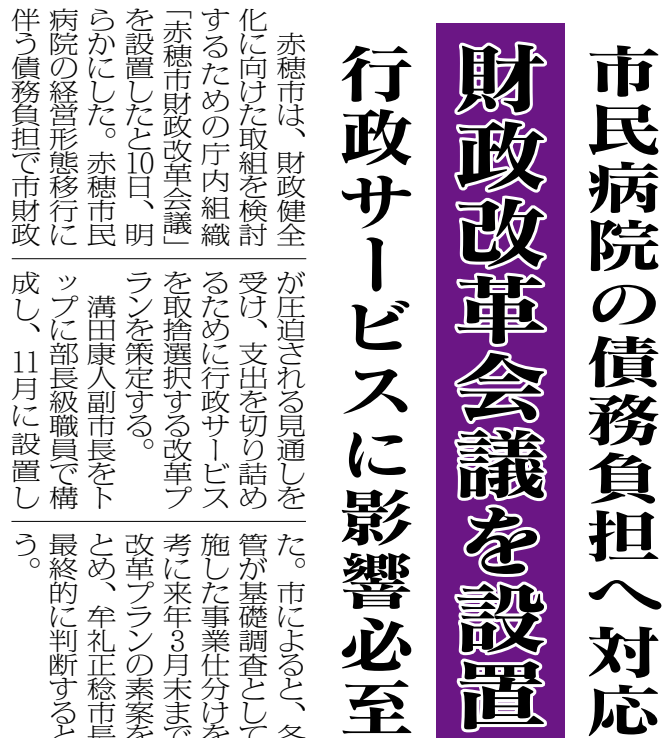 市民病院の債務負担へ対応
財政改革会議を設置
行政サービスに影響必至
赤穂市は、財政健全
化に向けた取組を検討
するための庁内組織
「赤穂市財政改革会議」
を設置したと10日、明
らかにした。赤穂市民
病院の経営形態移行に
伴う債務負担で市財政
が圧迫される見通しを
受け、支出を切り詰め
るために行政サービス
を取捨選択する改革プ
ランを策定する。
溝田康人副市長をト
ップに部長級職員で構
成し、11月に設置し
た。市によると、各
管が基礎調査として
施した事業仕分けを
考に来年3月末まで
改革プランの素案を
とめ、牟礼正稔市長
最終的に判断すると
う。